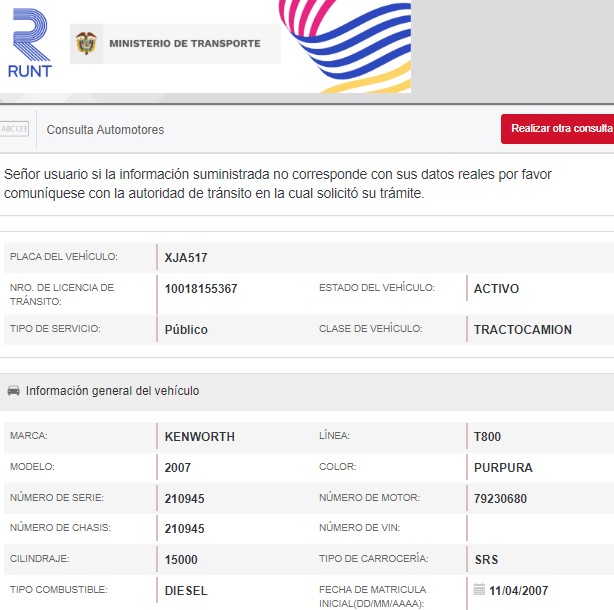 RUNT
MINISTERIO DE TRANSPORTE
ABC123
Consulta Automotores
Realizar otra consulta
Señor usuario si la información suministrada no corresponde con sus datos reales por favor
comuníquese con la autoridad de tránsito en la cual solicitó su trámite.
PLACA DEL VEHÍCULO: XJA517
NRO. DE LICENCIA DE
TRÁNSITO: 10018155367 ESTADO DEL VEHÍCULO: ACTIVO
TIPO DE SERVICIO: Público CLASE DE VEHÍCULO: TRACTOCAMION
Información general del vehículo
MARCA: KENWORTH LÍNEA: T800
MODELO: 2007 COLOR: PURPURA
NÚMERO DE SERIE: 210945 NÚMERO DE MOTOR: 79230680
NÚMERO DE CHASIS: 210945 NÚMERO DE VIN:
CILINDRAJE: 15000 TIPO DE CARROCERÍA: SRS
TIPO COMBUSTIBLE: DIESEL FECHA DE MATRICULA
INICIAL(DD/MM/AAAA): 11/04/2007